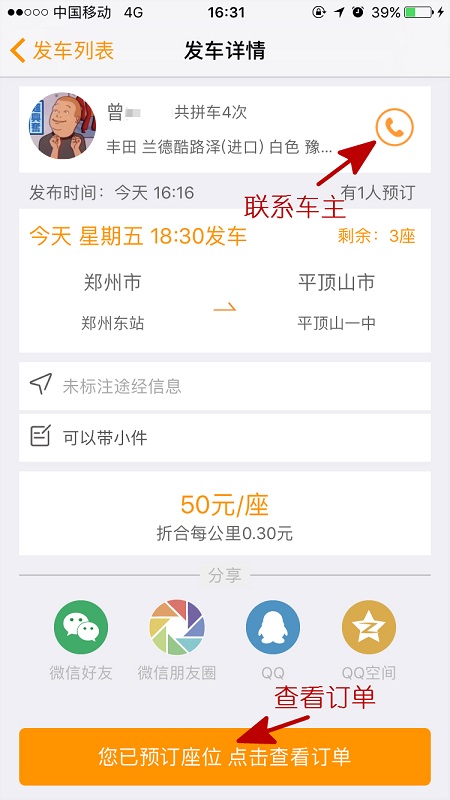 中国移动 4G 16:31 39%
发车列表 发车详情
曾 共拼车4次
丰田 兰德酷路泽(进口) 白色 豫...
发布时间：今天 16:16 有1人预订
联系车主
今天 星期五 18:30发车 剩余：3座
郑州市 平顶山市
郑州东站 平顶山一中
未标注途经信息
可以带小件
50元/座
折合每公里0.30元
分享
微信好友 微信朋友圈 QQ QQ空间
查看订单
您已预订座位 点击查看订单